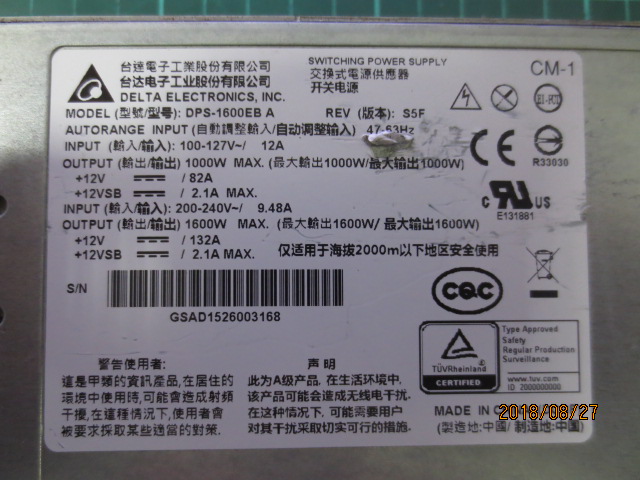 台達電子工業股份有限公司
台达电子工业股份有限公司
DELTA ELECTRONICS, INC.
SWITCHING POWER SUPPLY
交換式電源供應器
开关电源
CM-1
MODEL (型號/型号): DPS-1600EB A
REV (版本): S5F
AUTORANGE INPUT (自動調整輸入/自动调整输入) 47-63Hz
INPUT (輸入/输入): 100-127V~/ 12A
OUTPUT (輸出/输出) 1000W MAX. (最大輸出1000W/最大输出1000W)
+12V / 82A
+12VSB / 2.1A MAX.
INPUT (輸入/输入): 200-240V~/ 9.48A
OUTPUT (輸出/输出) 1600W MAX. (最大輸出1600W/ 最大输出1600W)
+12V / 132A
+12VSB / 2.1A MAX.
仅适用于海拔2000m以下地区安全使用
CE
R33030
c RU US
E131881
S/N
GSAD1526003168
CQC
TÜVRheinland
CERTIFIED
Type Approved
Safety
Regular Production
Surveillance
www.tuv.com
ID 2000000000
警告使用者:
這是甲類的資訊產品,在居住的
環境中使用時,可能會造成射頻
干擾,在這種情況下,使用者會
被要求採取某些適當的對策.
声 明
此为A级产品, 在生活环境中,
该产品可能会造成无线电干扰.
在这种情况下, 可能需要用户
对其干扰采取切实可行的措施.
MADE IN C
(製造地:中國/ 制造地:中国)
2018/08/27